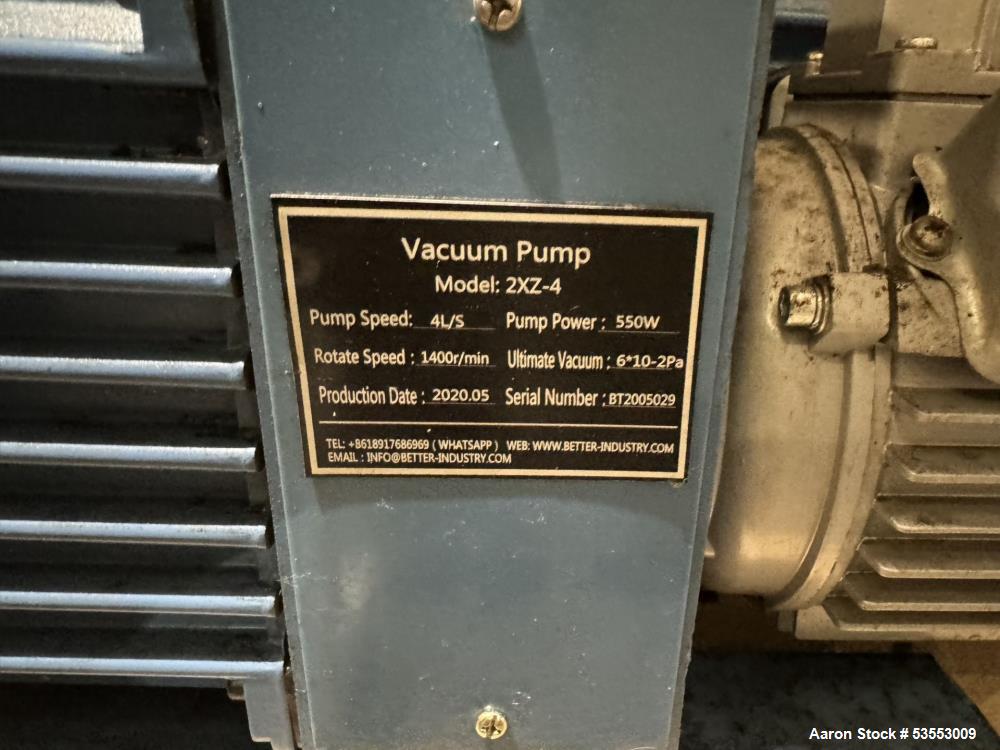 Vacuum Pump
Model: 2XZ-4
Pump Speed: 4L/S Pump Power : 550W
Rotate Speed : 1400r/min Ultimate Vacuum : 6*10-2Pa
Production Date : 2020.05 Serial Number : BT2005029
TEL: +8618917686969 ( WHATSAPP ) WEB: WWW.BETTER-INDUSTRY.COM
EMAIL : INFO@BETTER-INDUSTRY.COM
Aaron Stock # 53553009